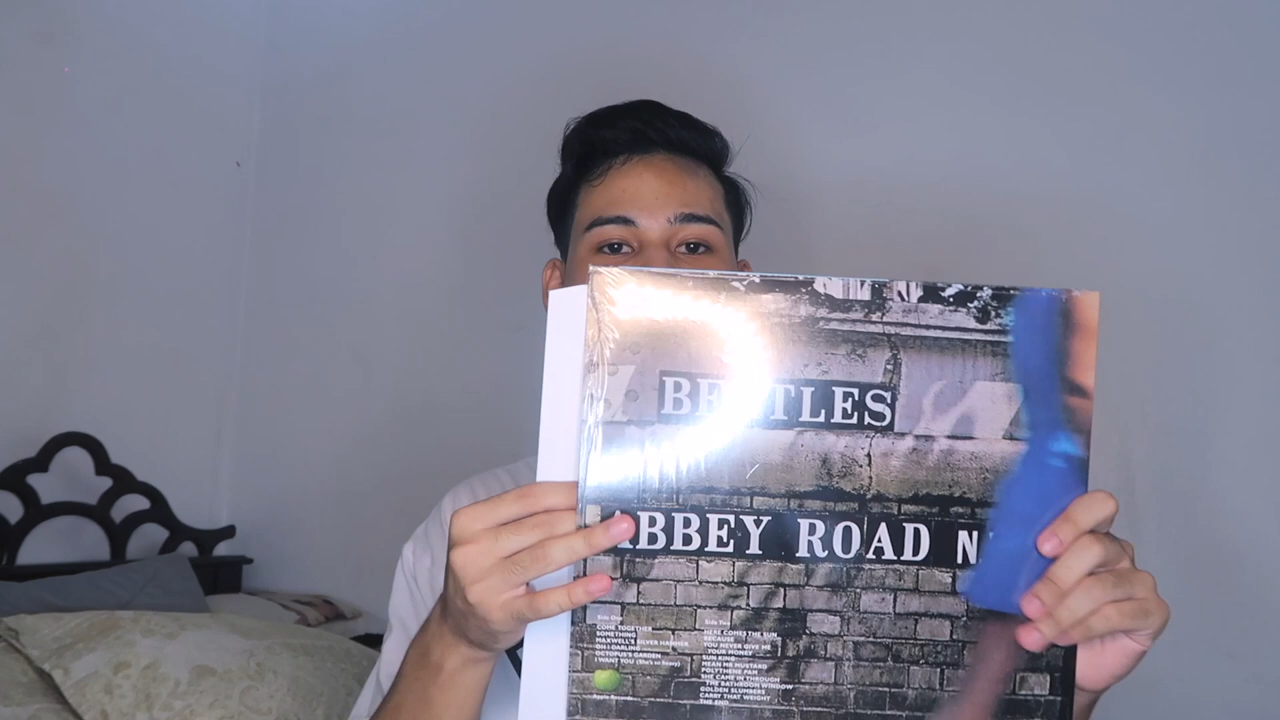 BEATLES
ABBEY ROAD N
Side One
COME TOGETHER
SOMETHING
MAXWELL'S SILVER HAMMER
OH! DARLING
OCTOPUS'S GARDEN
I WANT YOU (She's so heavy)
Side Two
HERE COMES THE SUN
BECAUSE
YOU NEVER GIVE ME
YOUR MONEY
SUN KING
MEAN MR MUSTARD
POLYTHENE PAM
SHE CAME IN THROUGH
THE BATHROOM WINDOW
GOLDEN SLUMBERS
CARRY THAT WEIGHT
THE END